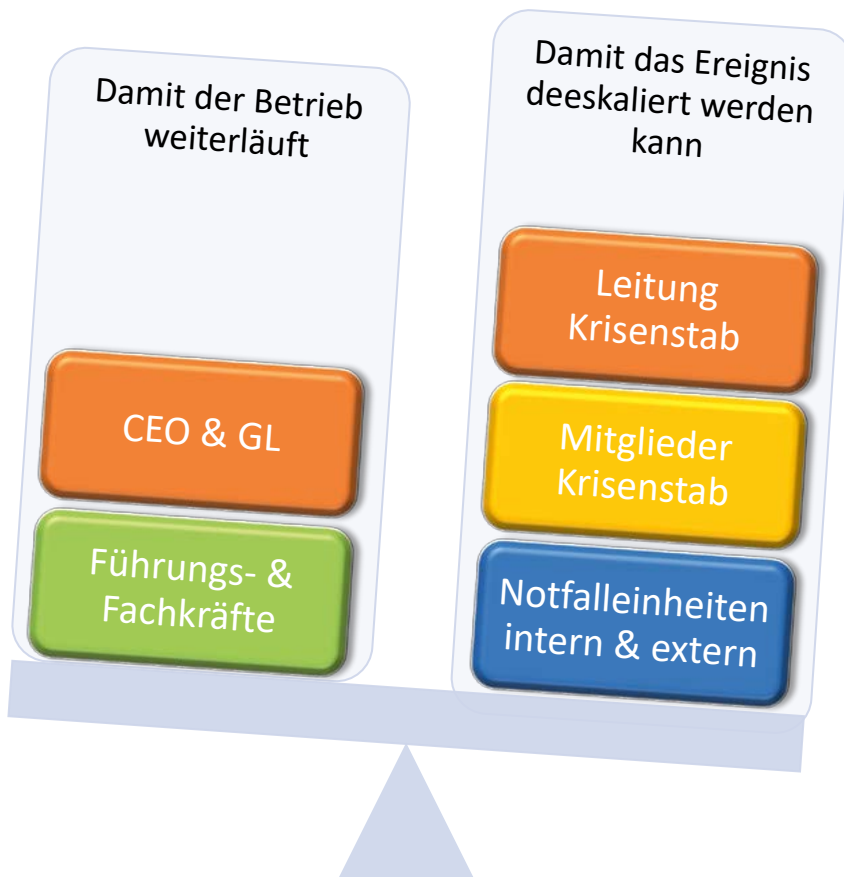 Damit der Betrieb
weiterläuft
CEO & GL
Führungs- &
Fachkräfte
Damit das Ereignis
deeskaliert werden
kann
Leitung
Krisenstab
Mitglieder
Krisenstab
Notfalleinheiten
intern & extern